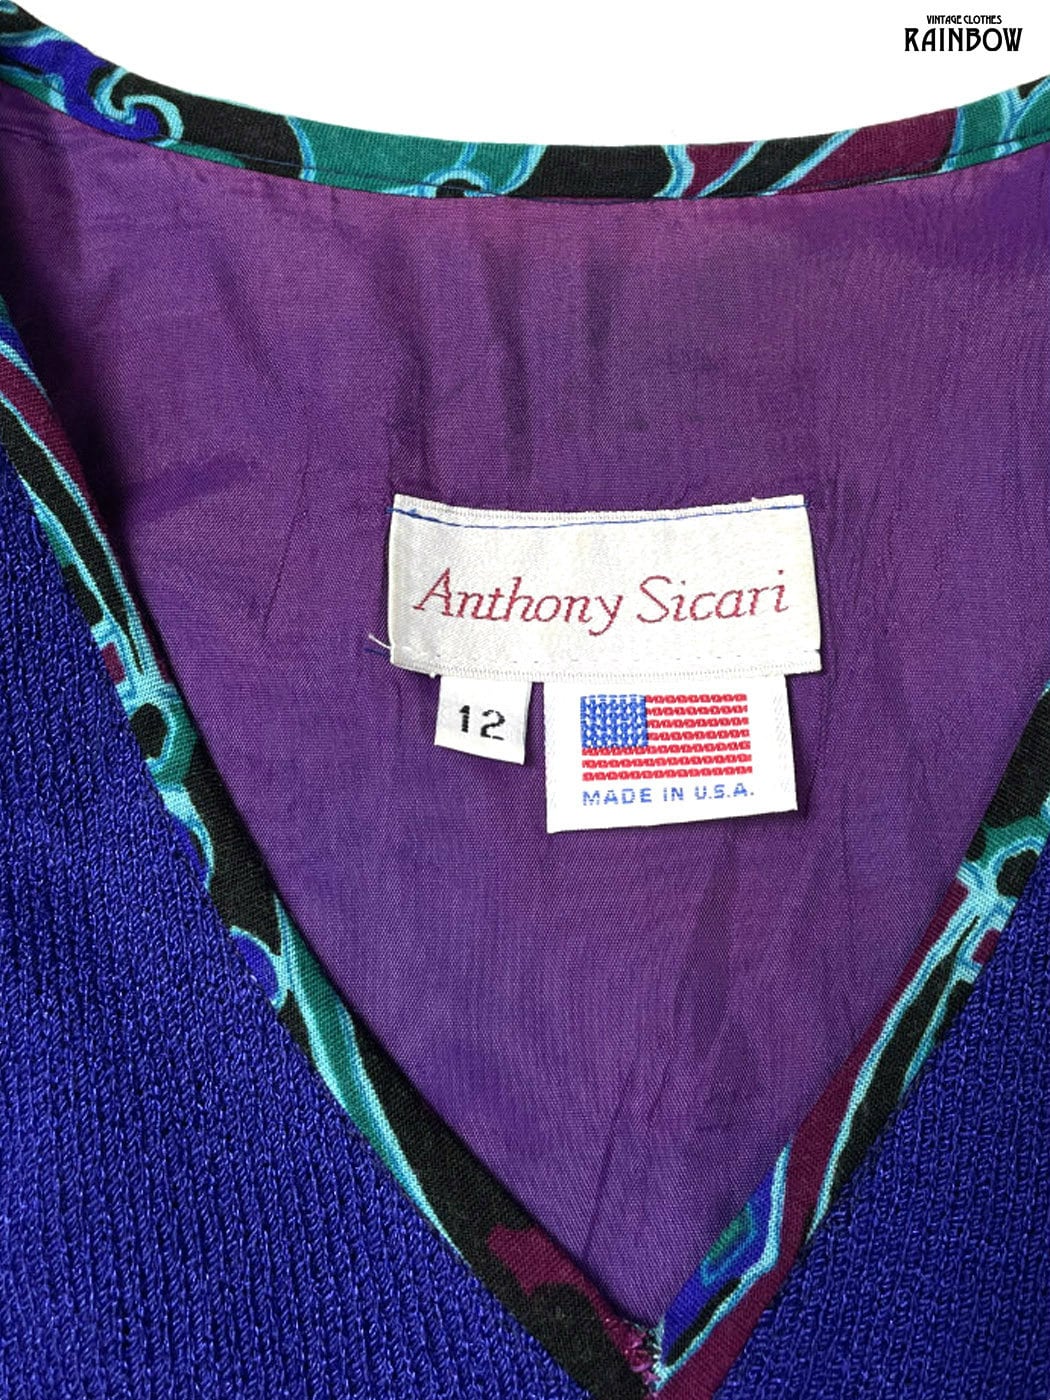 VINTAGE CLOTHES
RAINBOW
Anthony Sicari
12
MADE IN U.S.A.